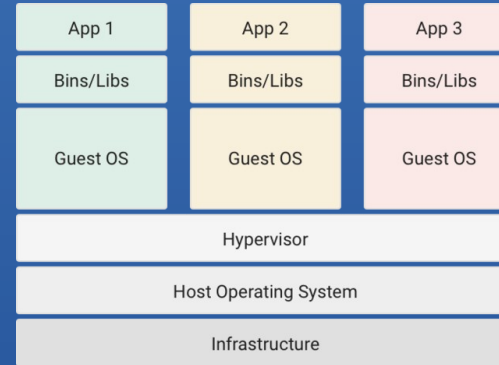 App 1
App 2
App 3
Bins/Libs
Bins/Libs
Bins/Libs
Guest OS
Guest OS
Guest OS
Hypervisor
Host Operating System
Infrastructure